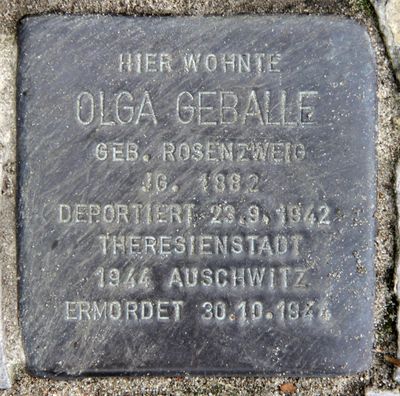 HIER WOHNTE
OLGA GEBALLE
GEB. ROSENZWEIG
JG. 1882
DEPORTIERT 23.9.1942
THERESIENSTADT
1944 AUSCHWITZ
ERMORDET 30.10.1944